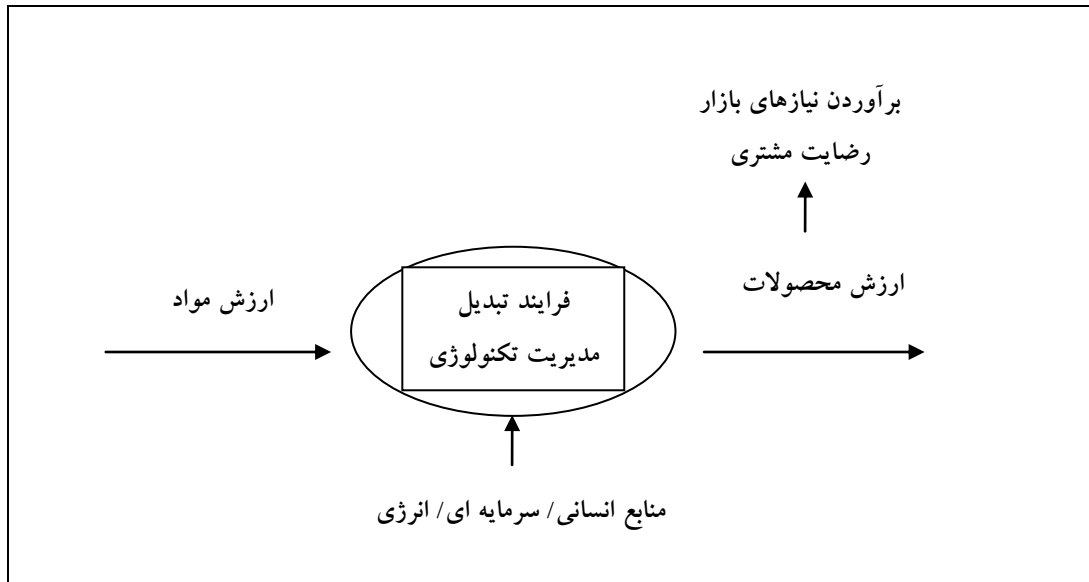 برآوردن نیازهای بازار
رضایت مشتری
ارزش محصولات
ارزش مواد
فرایند تبدیل
مدیریت تکنولوژی
منابع انسانی/ سرمایه ای/ انرژی